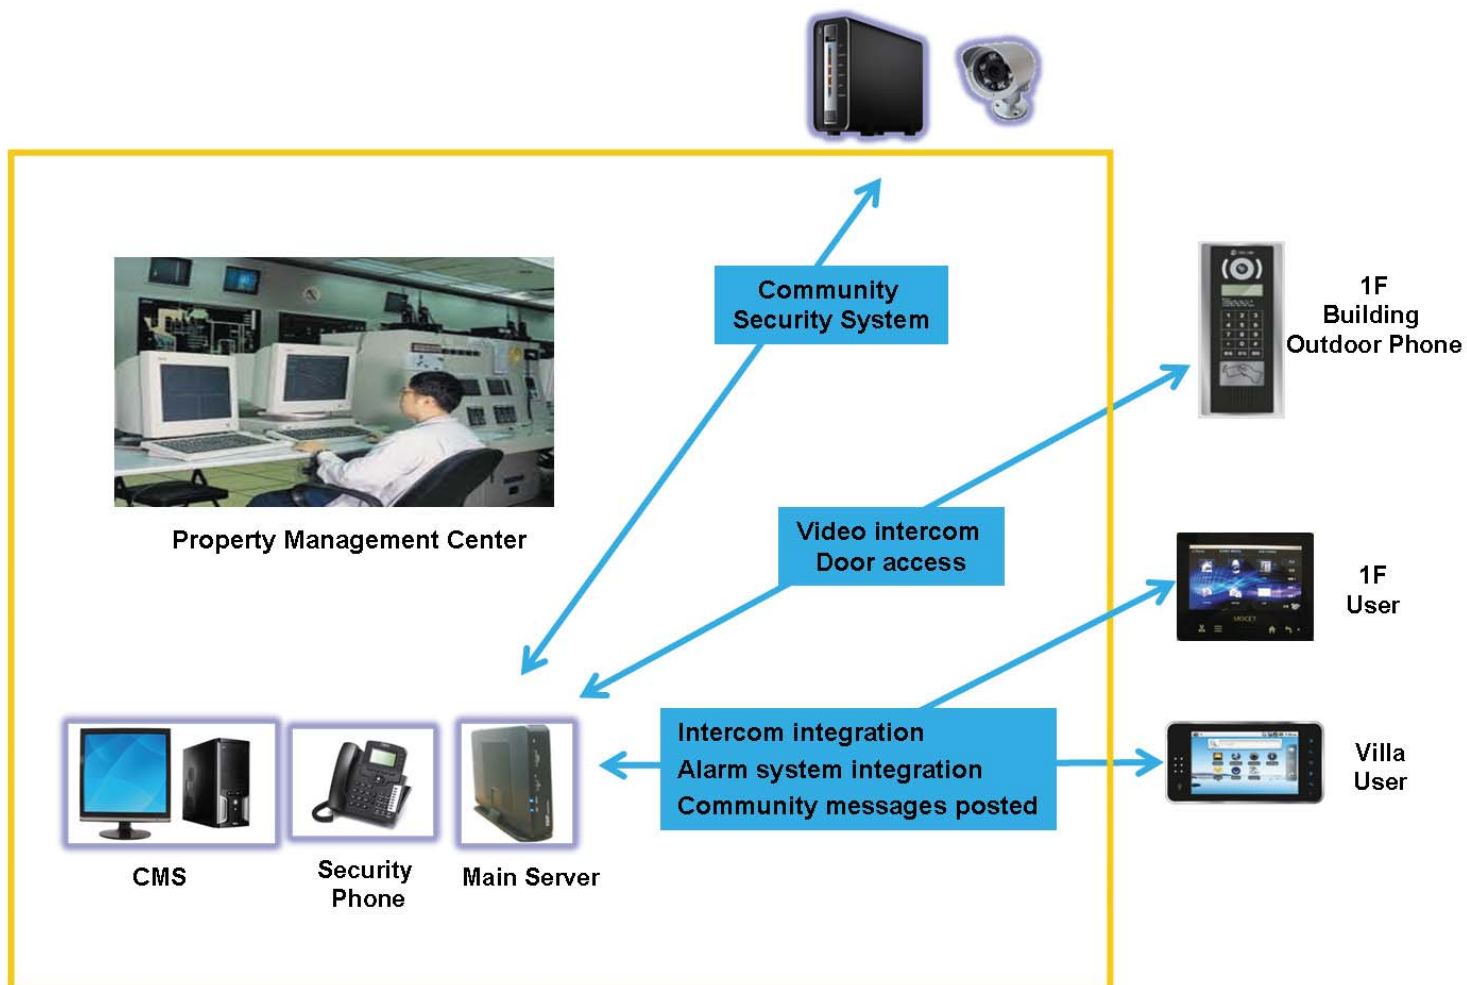 Community
Security System
1F
Building
Outdoor Phone
Property Management Center
Video intercom
Door access
1F
User
Intercom integration
Alarm system integration
Community messages posted
Villa
User
CMS
Security
Phone
Main Server